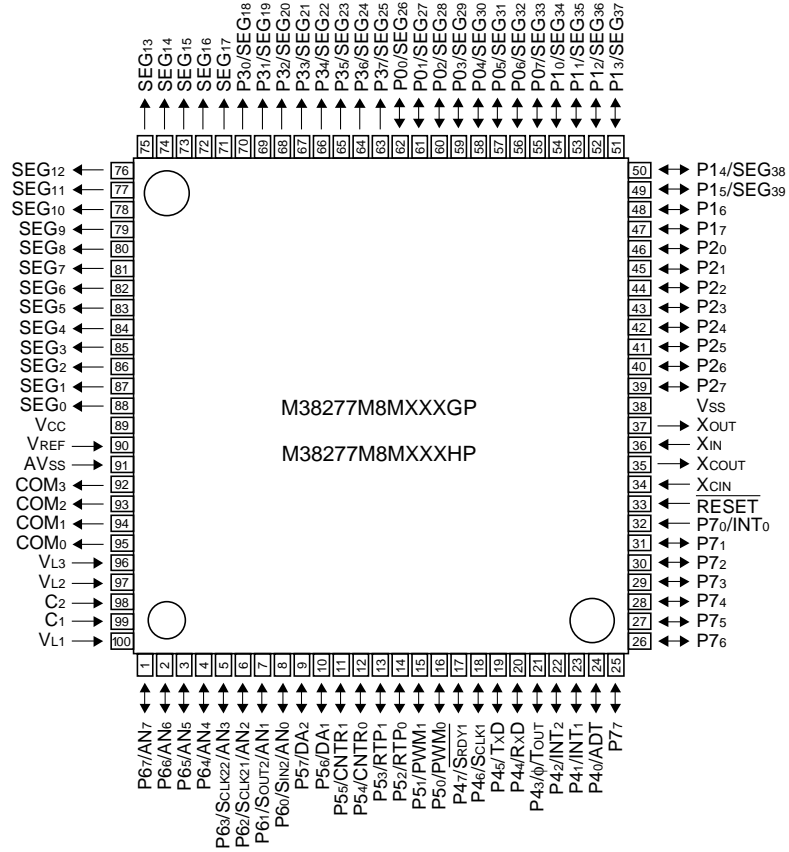 SEG13
SEG14
SEG15
SEG16
SEG17
P30/SEG18
P31/SEG19
P32/SEG20
P33/SEG21
P34/SEG22
P35/SEG23
P36/SEG24
P37/SEG25
P00/SEG26
P01/SEG27
P02/SEG28
P03/SEG29
P04/SEG30
P05/SEG31
P06/SEG32
P07/SEG33
P10/SEG34
P11/SEG35
P12/SEG36
P13/SEG37
75 74 73 72 71 70 69 68 67 66 65 64 63 62 61 60 59 58 57 56 55 54 53 52 51
SEG12 76
SEG11 77
SEG10 78
SEG9 79
SEG8 80
SEG7 81
SEG6 82
SEG5 83
SEG4 84
SEG3 85
SEG2 86
SEG1 87
SEG0 88
VCC 89
VREF 90
AVSS 91
COM3 92
COM2 93
COM1 94
COM0 95
VL3 96
VL2 97
C2 98
C1 99
VL1 100
M38277M8MXXXGP
M38277M8MXXXHP
50 P14/SEG38
49 P15/SEG39
48 P16
47 P17
46 P20
45 P21
44 P22
43 P23
42 P24
41 P25
40 P26
39 P27
38 VSS
37 XOUT
36 XIN
35 XCOUT
34 XCIN
33 RESET
32 P70/INT0
31 P71
30 P72
29 P73
28 P74
27 P75
26 P76
1 2 3 4 5 6 7 8 9 10 11 12 13 14 15 16 17 18 19 20 21 22 23 24 25
P67/AN7
P66/AN6
P65/AN5
P64/AN4
P63/SCLK22/AN3
P62/SCLK21/AN2
P61/SOUT2/AN1
P60/SIN2/AN0
P57/DA2
P56/DA1
P55/CNTR1
P54/CNTR0
P53/RTP1
P52/RTP0
P51/PWM1
P50/PWM0
P47/SRDY1
P46/SCLK1
P45/TXD
P44/RXD
P43/ϕ/TOUT
P42/INT2
P41/INT1
P40/ADT
P77